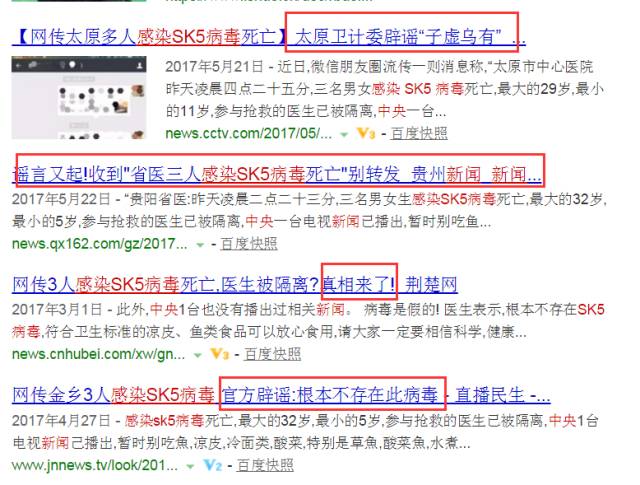 【网传太原多人感染SK5病毒死亡】太原卫计委辟谣“子虚乌有” ...
2017年5月21日 - 近日,微信朋友圈流传一则消息称,“太原市中心医院
昨天凌晨四点二十五分,三名男女感染 SK5 病毒死亡,最大的29岁,最小
的11岁,参与抢救的医生已被隔离,中央一台...
news.cctv.com/2017/05/... V3 - 百度快照
谣言又起!收到"省医三人感染SK5病毒死亡"别转发_贵州新闻_新闻...
2017年5月22日 - “贵阳省医:昨天凌晨二点二十三分,三名男女生感染SK5病毒死亡,最大的32岁,
最小的5岁,参与抢救的医生已被隔离,中央一台电视新闻己播出,暂时别吃鱼...
news.qx162.com/gz/2017... - 百度快照
网传3人感染SK5病毒死亡,医生被隔离?真相来了!_荆楚网
2017年3月1日 - 此外,中央1台也没有播出过相关新闻。 病毒是假的! 医生表示,根本不存在SK5
病毒,符合卫生标准的凉皮、鱼类食品可以放心食用,请大家一定要相信科学,健康...
news.cnhubei.com/xw/gn... V3 - 百度快照
网传金乡3人感染SK5病毒 官方辟谣:根本不存在此病毒 - 直播民生 -...
2017年4月27日 - 感染sk5病毒死亡,最大的32岁,最小的5岁,参与抢救的医生已被隔离,中央1台
电视新闻己播出,暂时别吃魚,凉皮,冷面类,酸菜,特别是草魚,酸菜魚,水煮...
www.jnnews.tv/look/201... V2 - 百度快照